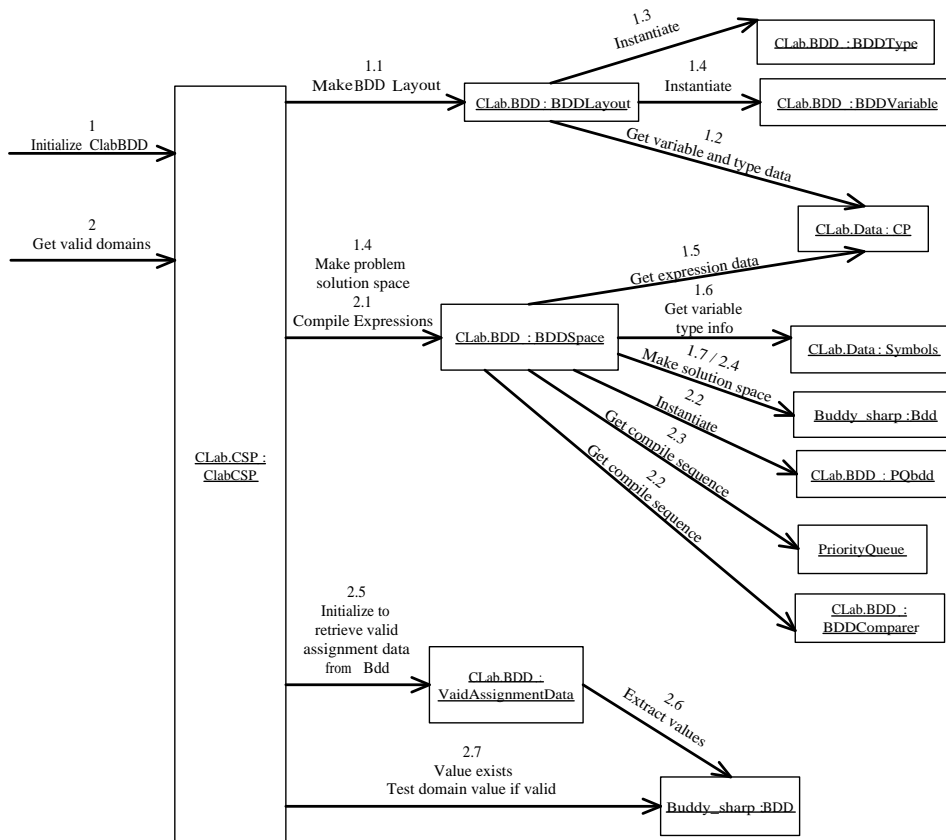 1.3
Instantiate
CLab.BDD : BDDType
1.1
MakeBDD Layout
CLab.BDD : BDDLayout
1.4
Instantiate
CLab.BDD : BDDVariable
1
Initialize ClabBDD
1.2
Get variable and type data
2
Get valid domains
CLab.Data : CP
1.4
Make problem
solution space
2.1
Compile Expressions
1.5
Get expression data
1.6
Get variable
type info
CLab.BDD : BDDSpace
CLab.Data : Symbols
1.7 / 2.4
Make solution space
Buddy_sharp :Bdd
2.2
Instantiate
CLab.BDD : PQbdd
2.3
Get compile sequence
CLab.CSP :
ClabCSP
2.2
Get compile sequence
PriorityQueue
CLab.BDD :
BDDComparer
2.5
Initialize to
retrieve valid
assignment data
from Bdd
CLab.BDD :
VaidAssignmentData
2.6
Extract values
2.7
Value exists
Test domain value if valid
Buddy_sharp :BDD